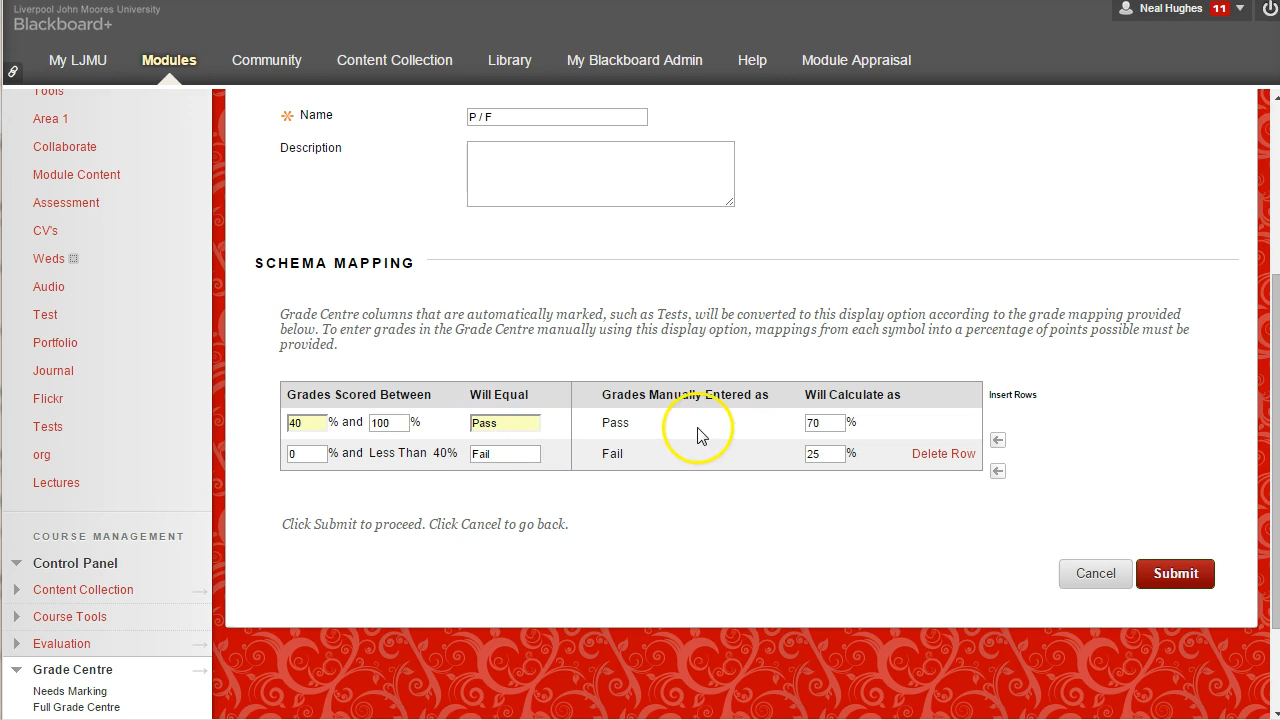 Liverpool John Moores University
Blackboard+
Neal Hughes 11
My LJMU Modules Community Content Collection Library My Blackboard Admin Help Module Appraisal
Tools
Area 1
Collaborate
Module Content
Assessment
CV's
Weds
Audio
Test
Portfolio
Journal
Flickr
Tests
org
Lectures
COURSE MANAGEMENT
Control Panel
Content Collection
Course Tools
Evaluation
Grade Centre
Needs Marking
Full Grade Centre
Name P / F
Description
SCHEMA MAPPING
Grade Centre columns that are automatically marked, such as Tests, will be converted to this display option according to the grade mapping provided
below. To enter grades in the Grade Centre manually using this display option, mappings from each symbol into a percentage of points possible must be
provided.
Grades Scored Between Will Equal Grades Manually Entered as Will Calculate as Insert Rows
40 % and 100 % Pass Pass 70 %
0 % and Less Than 40% Fail Fail 25 % Delete Row
Click Submit to proceed. Click Cancel to go back.
Cancel Submit